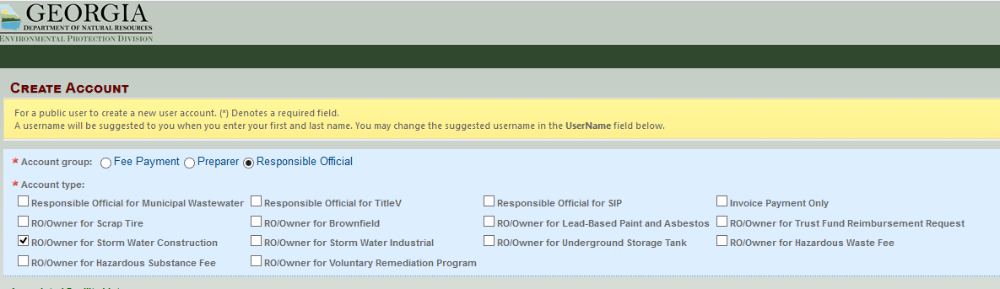 GEORGIA
DEPARTMENT OF NATURAL RESOURCES
ENVIRONMENTAL PROTECTION DIVISION
CREATE ACCOUNT
For a public user to create a new user account. (*) Denotes a required field.
A username will be suggested to you when you enter your first and last name. You may change the suggested username in the UserName field below.
* Account group: Fee Payment Preparer Responsible Official
* Account type:
Responsible Official for Municipal Wastewater Responsible Official for TitleV Responsible Official for SIP Invoice Payment Only
RO/Owner for Scrap Tire RO/Owner for Brownfield RO/Owner for Lead-Based Paint and Asbestos RO/Owner for Trust Fund Reimbursement Request
RO/Owner for Storm Water Construction RO/Owner for Storm Water Industrial RO/Owner for Underground Storage Tank RO/Owner for Hazardous Waste Fee
RO/Owner for Hazardous Substance Fee RO/Owner for Voluntary Remediation Program